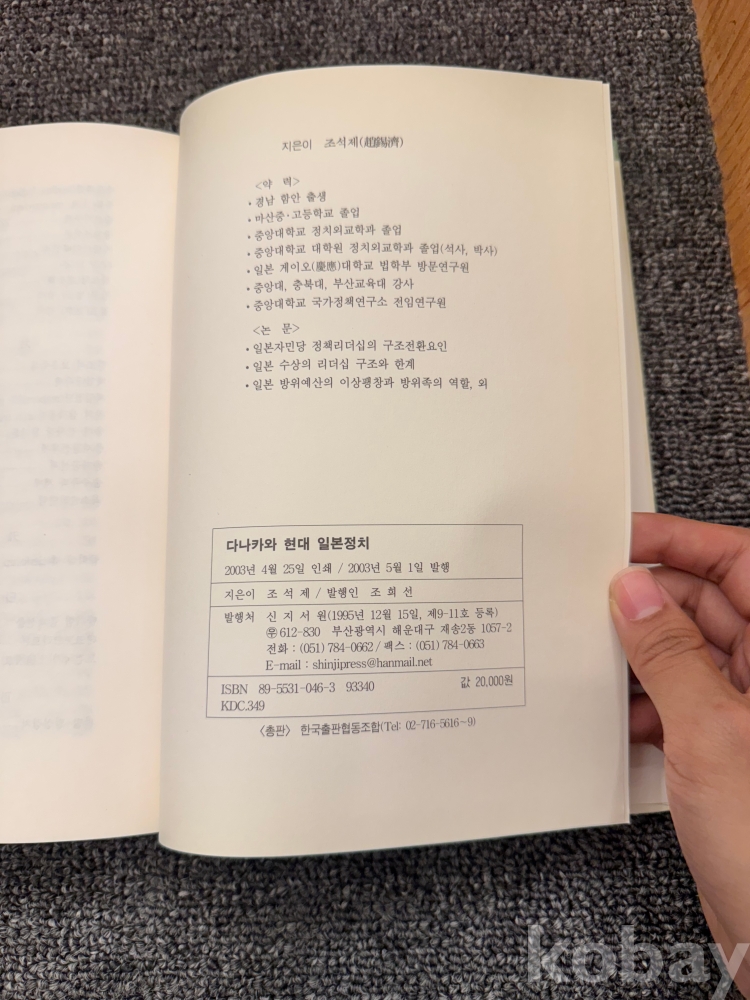 지은이 조석제(趙錫濟)
<약 력>
• 경남 함안 출생
• 마산중·고등학교 졸업
• 중앙대학교 정치외교학과 졸업
• 중앙대학교 대학원 정치외교학과 졸업(석사, 박사)
• 일본 게이오(慶應)대학교 법학부 방문연구원
• 중앙대, 충북대, 부산교육대 강사
• 중앙대학교 국가정책연구소 전임연구원
<논 문>
• 일본자민당 정책리더십의 구조전환요인
• 일본 수상의 리더십 구조와 한계
• 일본 방위예산의 이상팽창과 방위족의 역할, 외
다나카와 현대 일본정치
2003년 4월 25일 인쇄 / 2003년 5월 1일 발행
지은이 조 석 제 / 발행인 조 희 선
발행처 신 지 서 원(1995년 12월 15일, 제9-11호 등록)
㉾ 612-830 부산광역시 해운대구 재송2동 1057-2
전화 : (051) 784-0662 / 팩스 : (051) 784-0663
E-mail : shinjipress@hanmail.net
ISBN 89-5531-046-3 93340 값 20,000원
KDC.349
<총판> 한국출판협동조합(Tel: 02-716-5616~9)
kobay